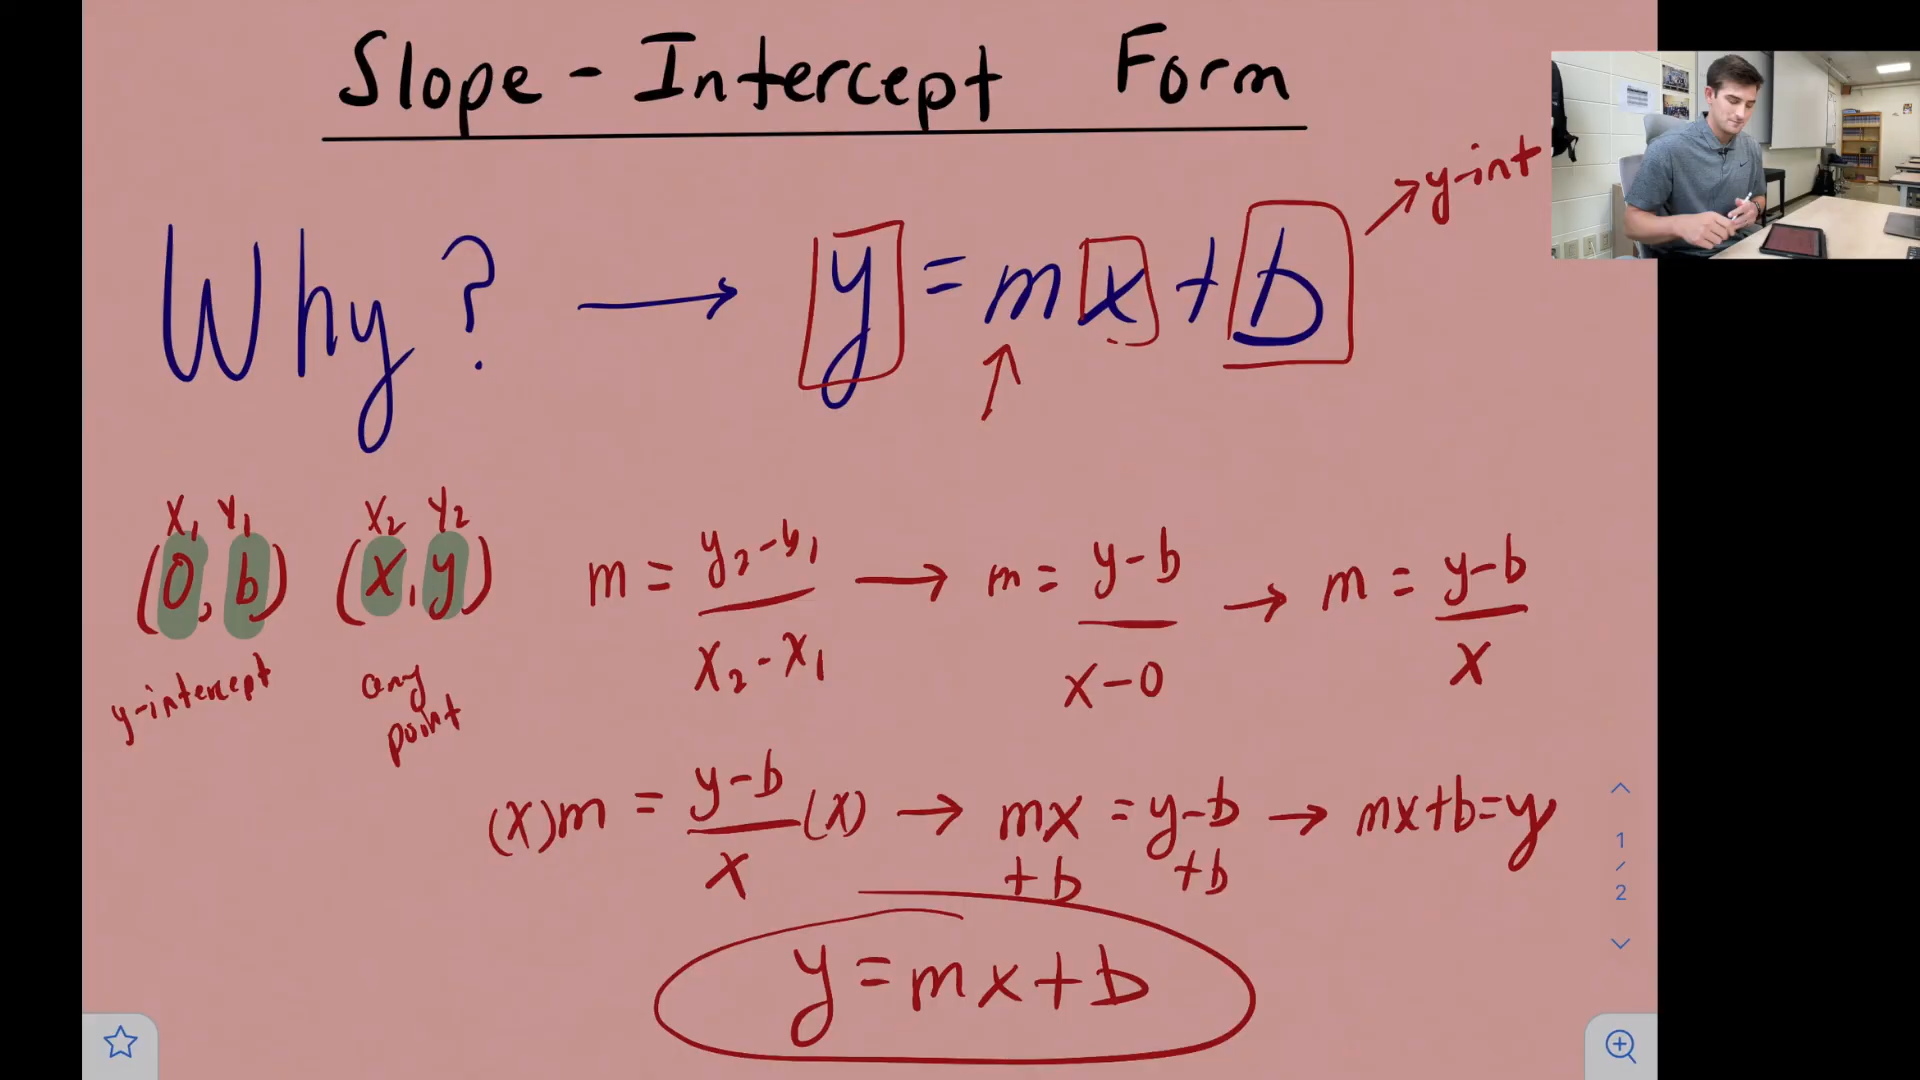 Slope - Intercept Form
Why? → y = mx + b
→ y-int
x₁ y₁ x₂ y₂
(0, b) (x, y)
y-intercept
any point
m = (y₂ - y₁)/(x₂ - x₁) → m = (y - b)/(x - 0) → m = (y - b)/x
(x)m = (y - b)/x (x) → mx = y - b → mx + b = y
+b +b
y = mx + b
1
/
2